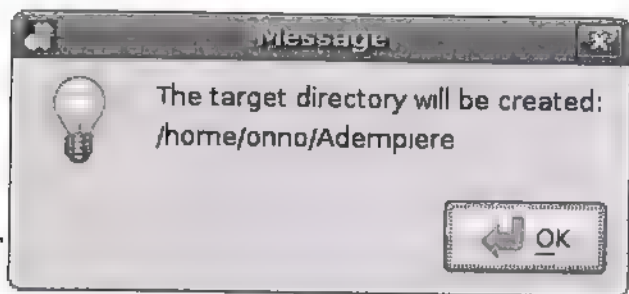 Message
The target directory will be created:
/home/onno/Adempiere
OK